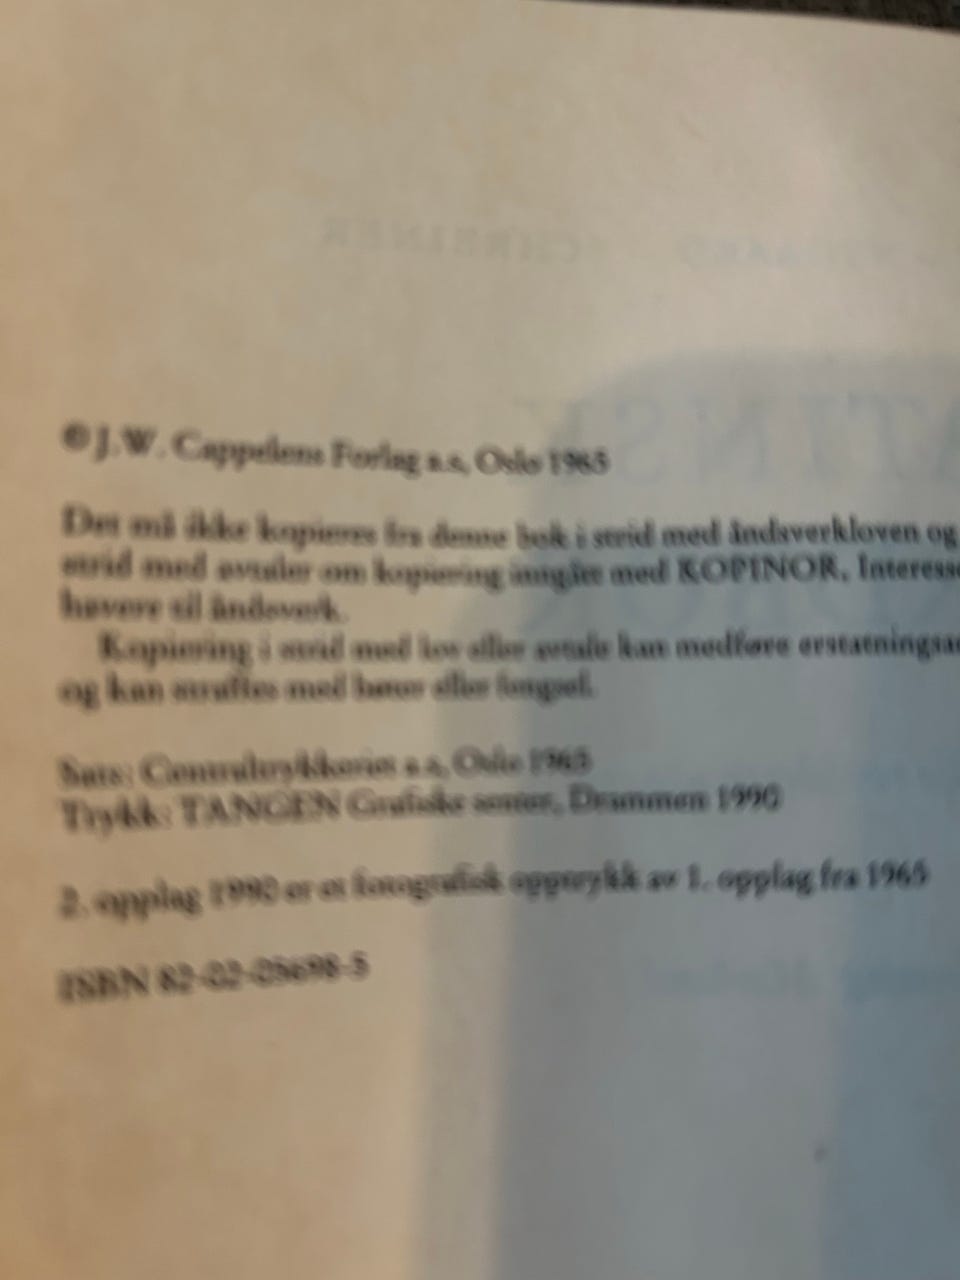 © J.W. Cappelens Forlag a.s, Oslo 1965
Det må ikke kopieres fra denne bok i strid med åndsverkloven og
strid med avtaler om kopiering inngått med KOPINOR, Interesse
havere til åndsverk.
Kopiering i strid med lov eller avtale kan medføre erstatningsan
og kan straffes med bøter eller fengsel.
Sats: Centraltrykkeriet a.s, Oslo 1965
Trykk: TANGEN Grafiske senter, Drammen 1990
2. opplag 1990 er et fotografisk opptrykk av 1. opplag fra 1965
ISBN 82-02-05698-5